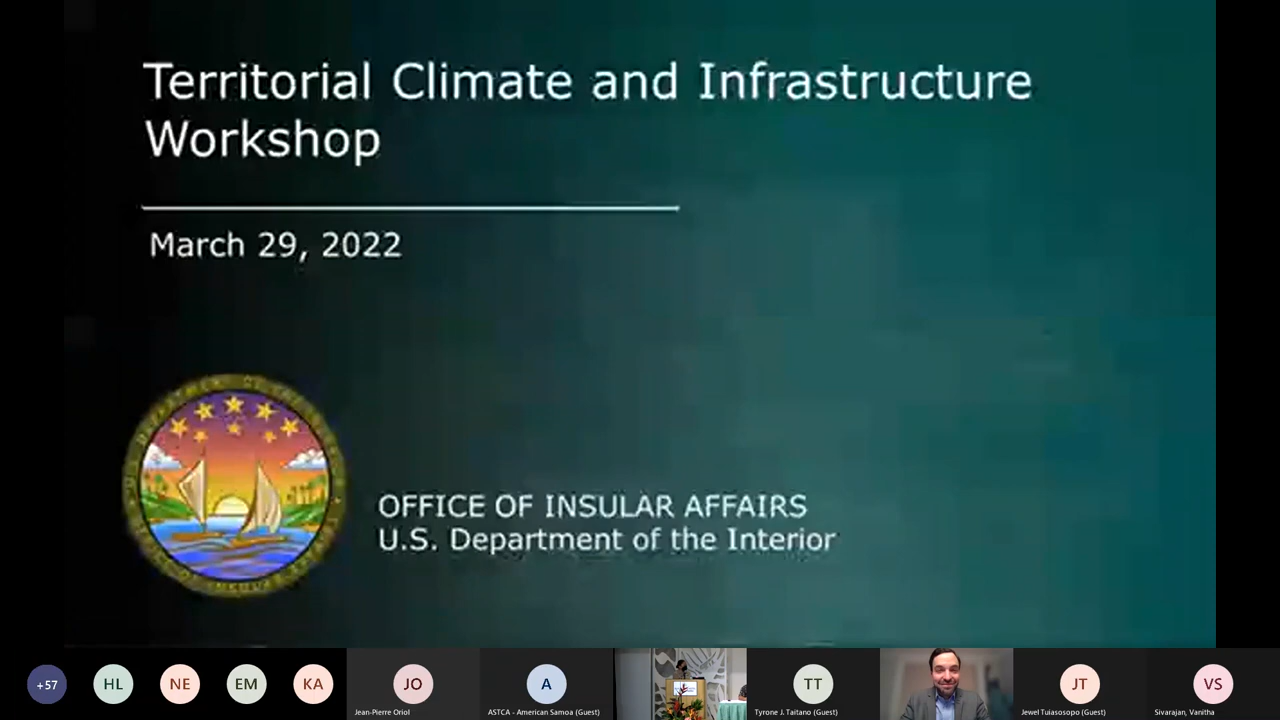 Territorial Climate and Infrastructure
Workshop
March 29, 2022
OFFICE OF INSULAR AFFAIRS
U.S. Department of the Interior
+57
HL
NE
EM
KA
JO
Jean-Pierre Oriol
A
ASTCA - American Samoa (Guest)
TT
Tyrone J. Taitano (Guest)
JT
Jewel Tuiasosopo (Guest)
VS
Sivarajan, Vanitha